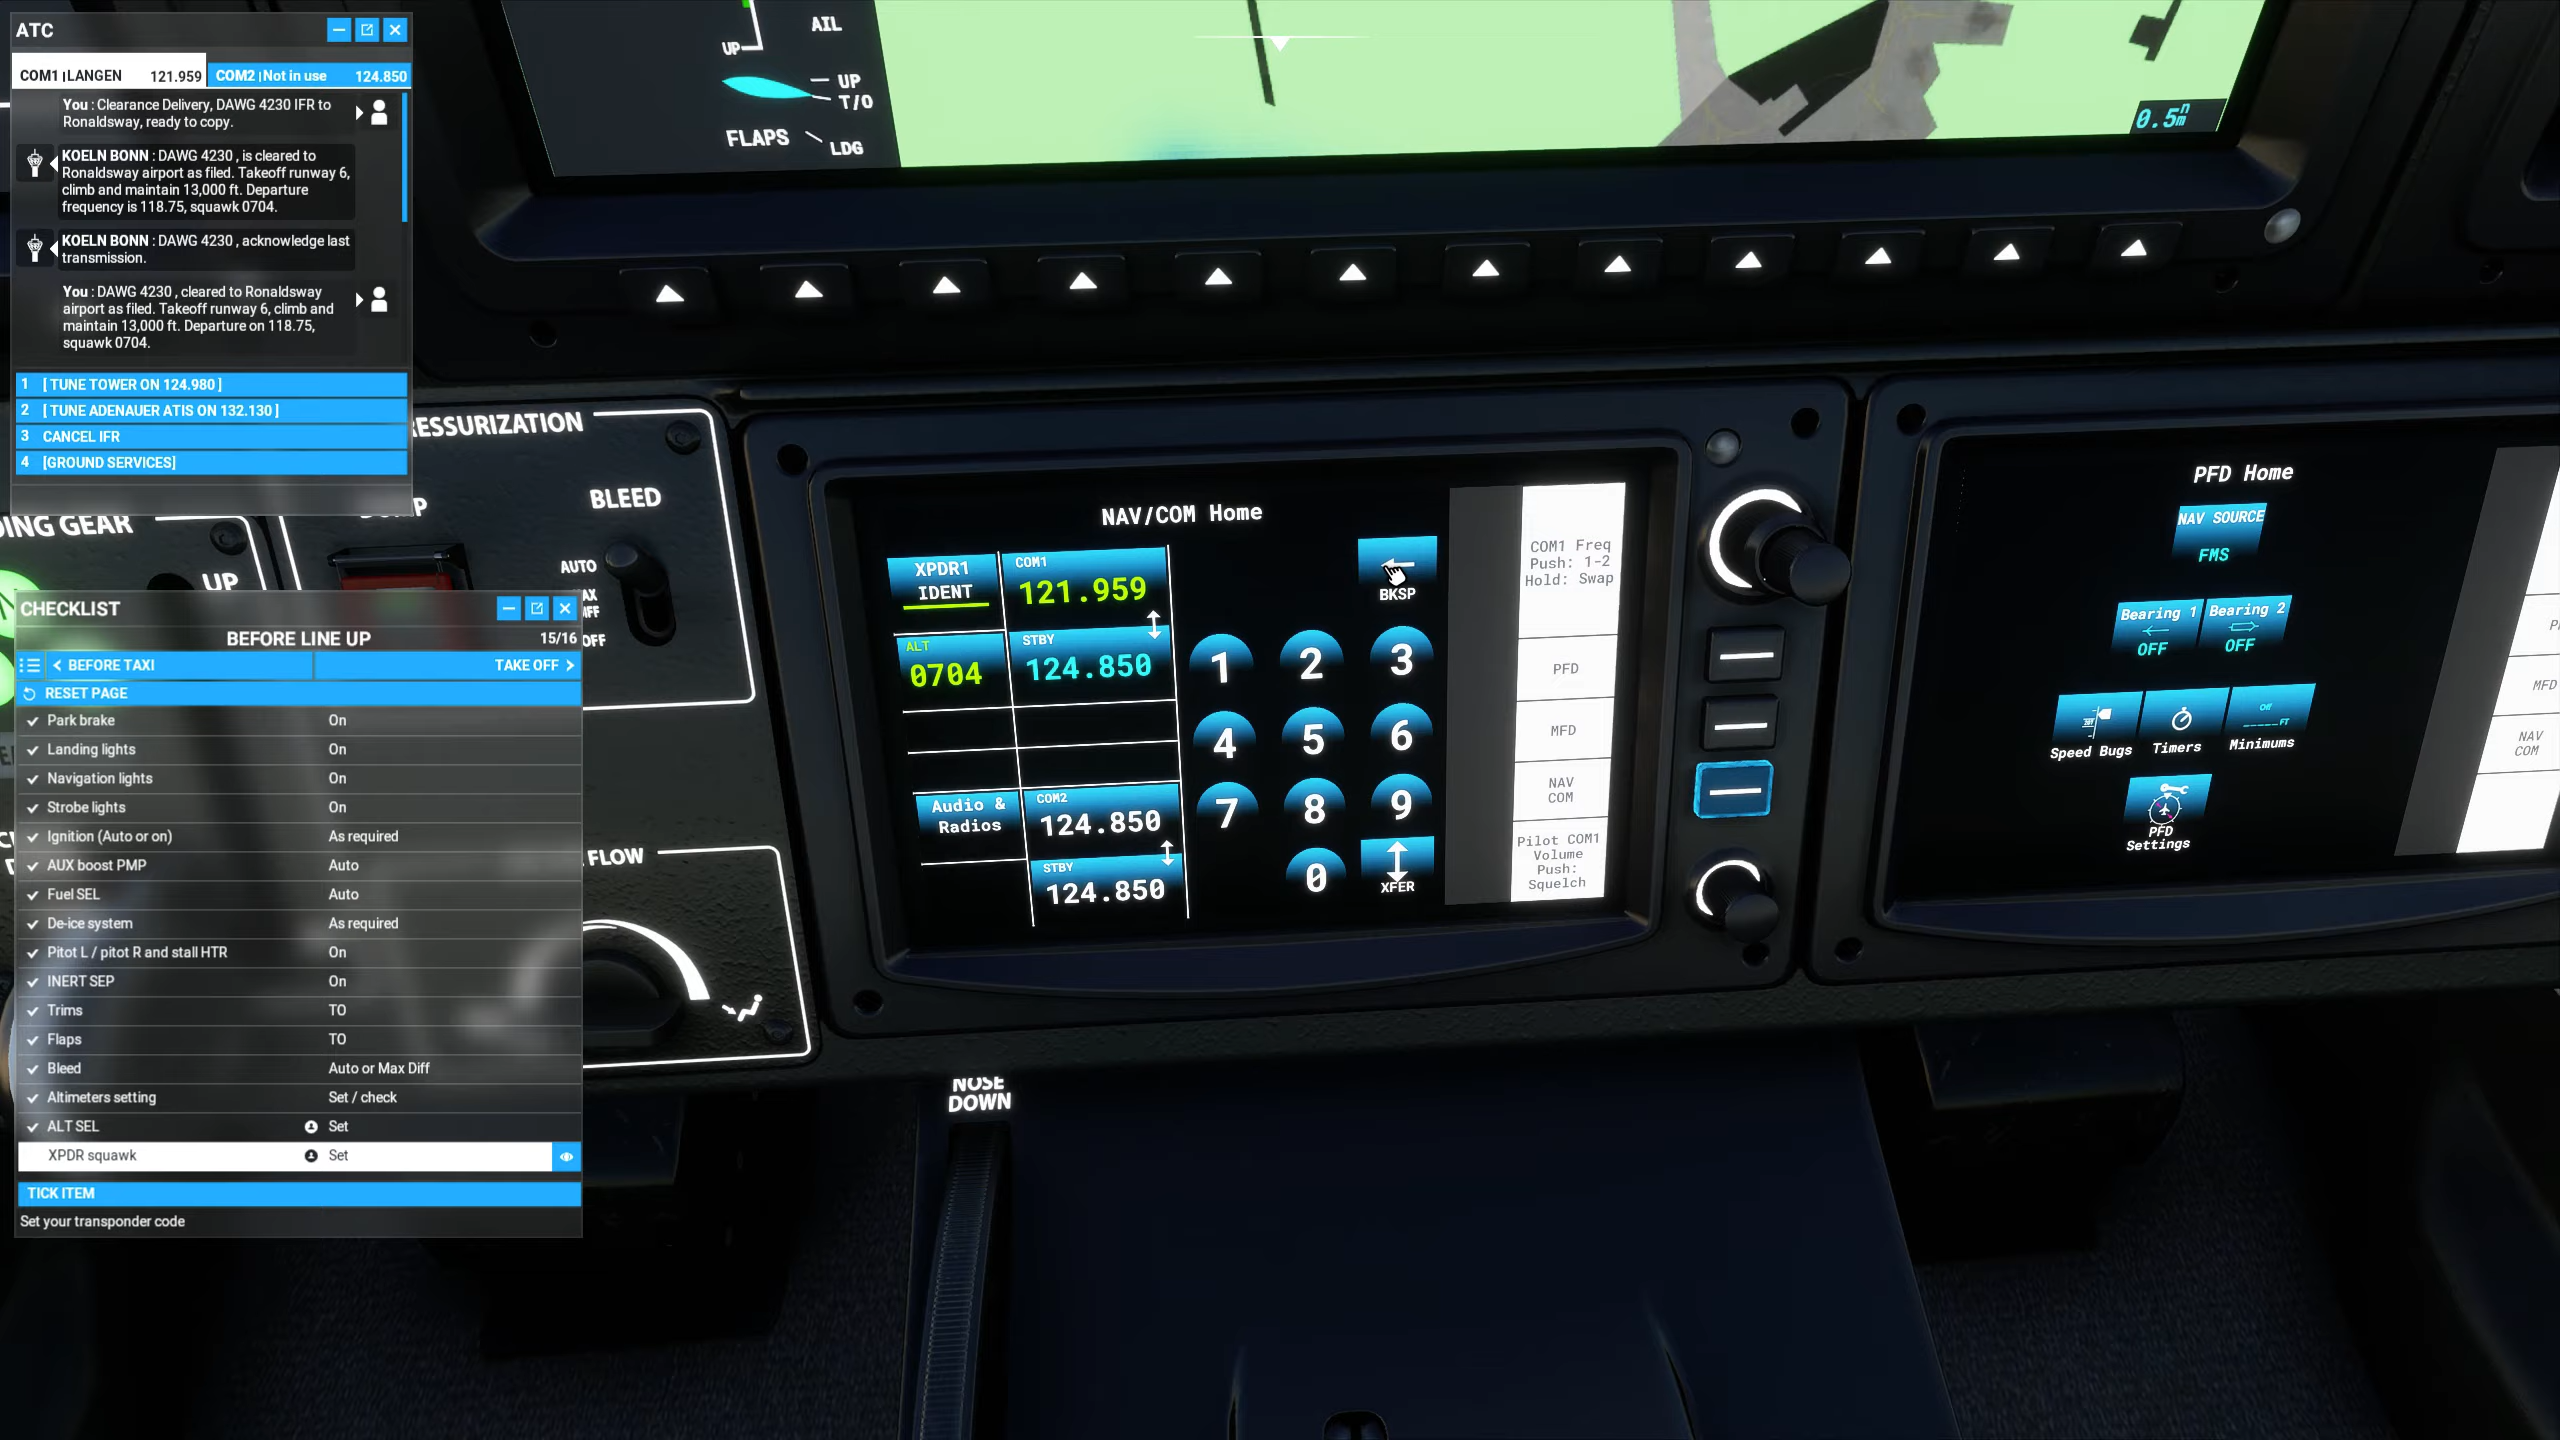 ATC
COM1 | LANGEN 121.959
COM2 | Not in use 124.850
You : Clearance Delivery, DAWG 4230 IFR to
Ronaldsway, ready to copy.
KOELN BONN : DAWG 4230 , is cleared to
Ronaldsway airport as filed. Takeoff runway 6,
climb and maintain 13,000 ft. Departure
frequency is 118.75, squawk 0704.
KOELN BONN : DAWG 4230 , acknowledge last
transmission.
You : DAWG 4230 , cleared to Ronaldsway
airport as filed. Takeoff runway 6, climb and
maintain 13,000 ft. Departure on 118.75,
squawk 0704.
1 [ TUNE TOWER ON 124.980 ]
2 [ TUNE ADENAUER ATIS ON 132.130 ]
3 CANCEL IFR
4 [GROUND SERVICES]
UP
AIL
UP
T/O
FLAPS
LDG
0.5nm
RESSURIZATION
BLEED
AUTO
OFF
ING GEAR
UP
FLOW
CHECKLIST
BEFORE LINE UP 15/16
< BEFORE TAXI
TAKE OFF >
RESET PAGE
Park brake On
Landing lights On
Navigation lights On
Strobe lights On
Ignition (Auto or on) As required
AUX boost PMP Auto
Fuel SEL Auto
De-ice system As required
Pitot L / pitot R and stall HTR On
INERT SEP On
Trims TO
Flaps TO
Bleed Auto or Max Diff
Altimeters setting Set / check
ALT SEL Set
XPDR squawk Set
TICK ITEM
Set your transponder code
NAV/COM Home
XPDR1
IDENT
COM1
121.959
ALT
0704
STBY
124.850
Audio &
Radios
COM2
124.850
STBY
124.850
BKSP
1 2 3
4 5 6
7 8 9
0 XFER
COM1 Freq
Push: 1-2
Hold: Swap
PFD
MFD
NAV
COM
Pilot COM1
Volume
Push:
Squelch
PFD Home
NAV SOURCE
FMS
Bearing 1
OFF
Bearing 2
OFF
Speed Bugs
Timers
Off
FT
Minimums
PFD
Settings
MFD
NAV
COM
NOSE
DOWN